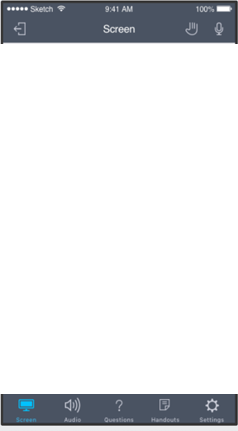 Sketch 9:41 AM 100%
Screen
?
Screen Audio Questions Handouts Settings